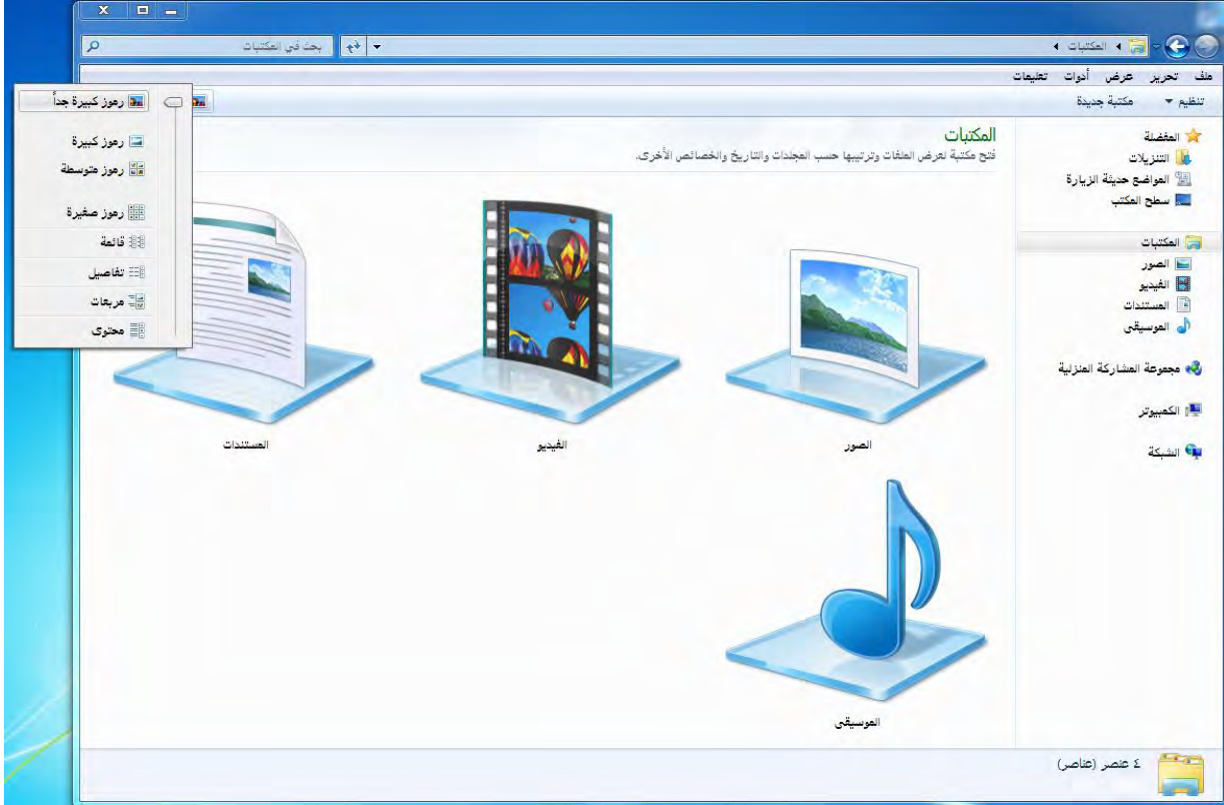 المكتبات
بحث في المكتبات
ملف تحرير عرض أدوات تعليمات
تنظيم
مكتبة جديدة
المفضلة
التنزيلات
المواضع حديثة الزيارة
سطح المكتب
المكتبات
الصور
الفيديو
المستندات
الموسيقى
مجموعة المشاركة المنزلية
الكمبيوتر
الشبكة
المكتبات
فتح مكتبة لعرض الملفات وترتيبها حسب المجلدات والتاريخ والخصائص الأخرى.
الصور
الفيديو
المستندات
الموسيقى
رموز كبيرة جداً
رموز كبيرة
رموز متوسطة
رموز صغيرة
قائمة
تفاصيل
مربعات
محتوى
٤ عنصر (عناصر)